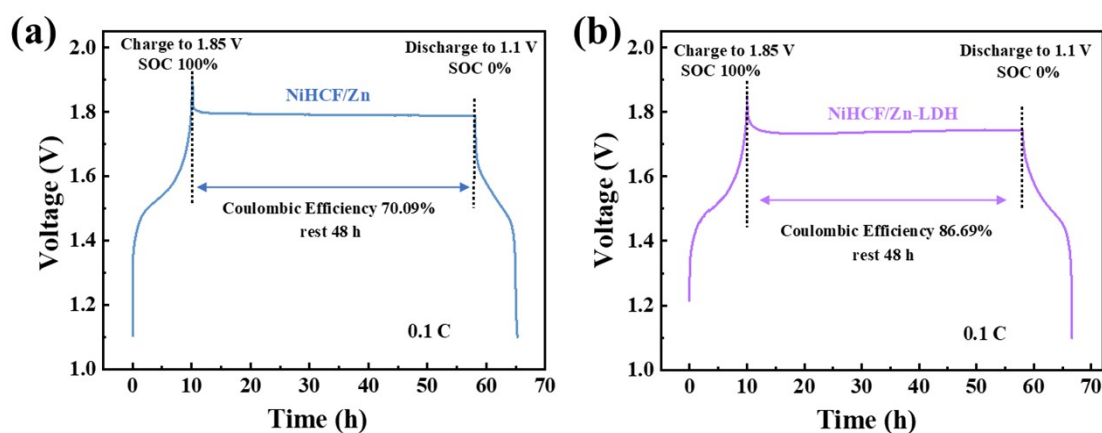 (a)
Charge to 1.85 V
SOC 100%
Discharge to 1.1 V
SOC 0%
NiHCF/Zn
Coulombic Efficiency 70.09%
rest 48 h
0.1 C
Voltage (V)
2.0
1.8
1.6
1.4
1.2
1.0
0 10 20 30 40 50 60 70
Time (h)
(b)
Charge to 1.85 V
SOC 100%
Discharge to 1.1 V
SOC 0%
NiHCF/Zn-LDH
Coulombic Efficiency 86.69%
rest 48 h
0.1 C
Voltage (V)
2.0
1.8
1.6
1.4
1.2
1.0
0 10 20 30 40 50 60 70
Time (h)